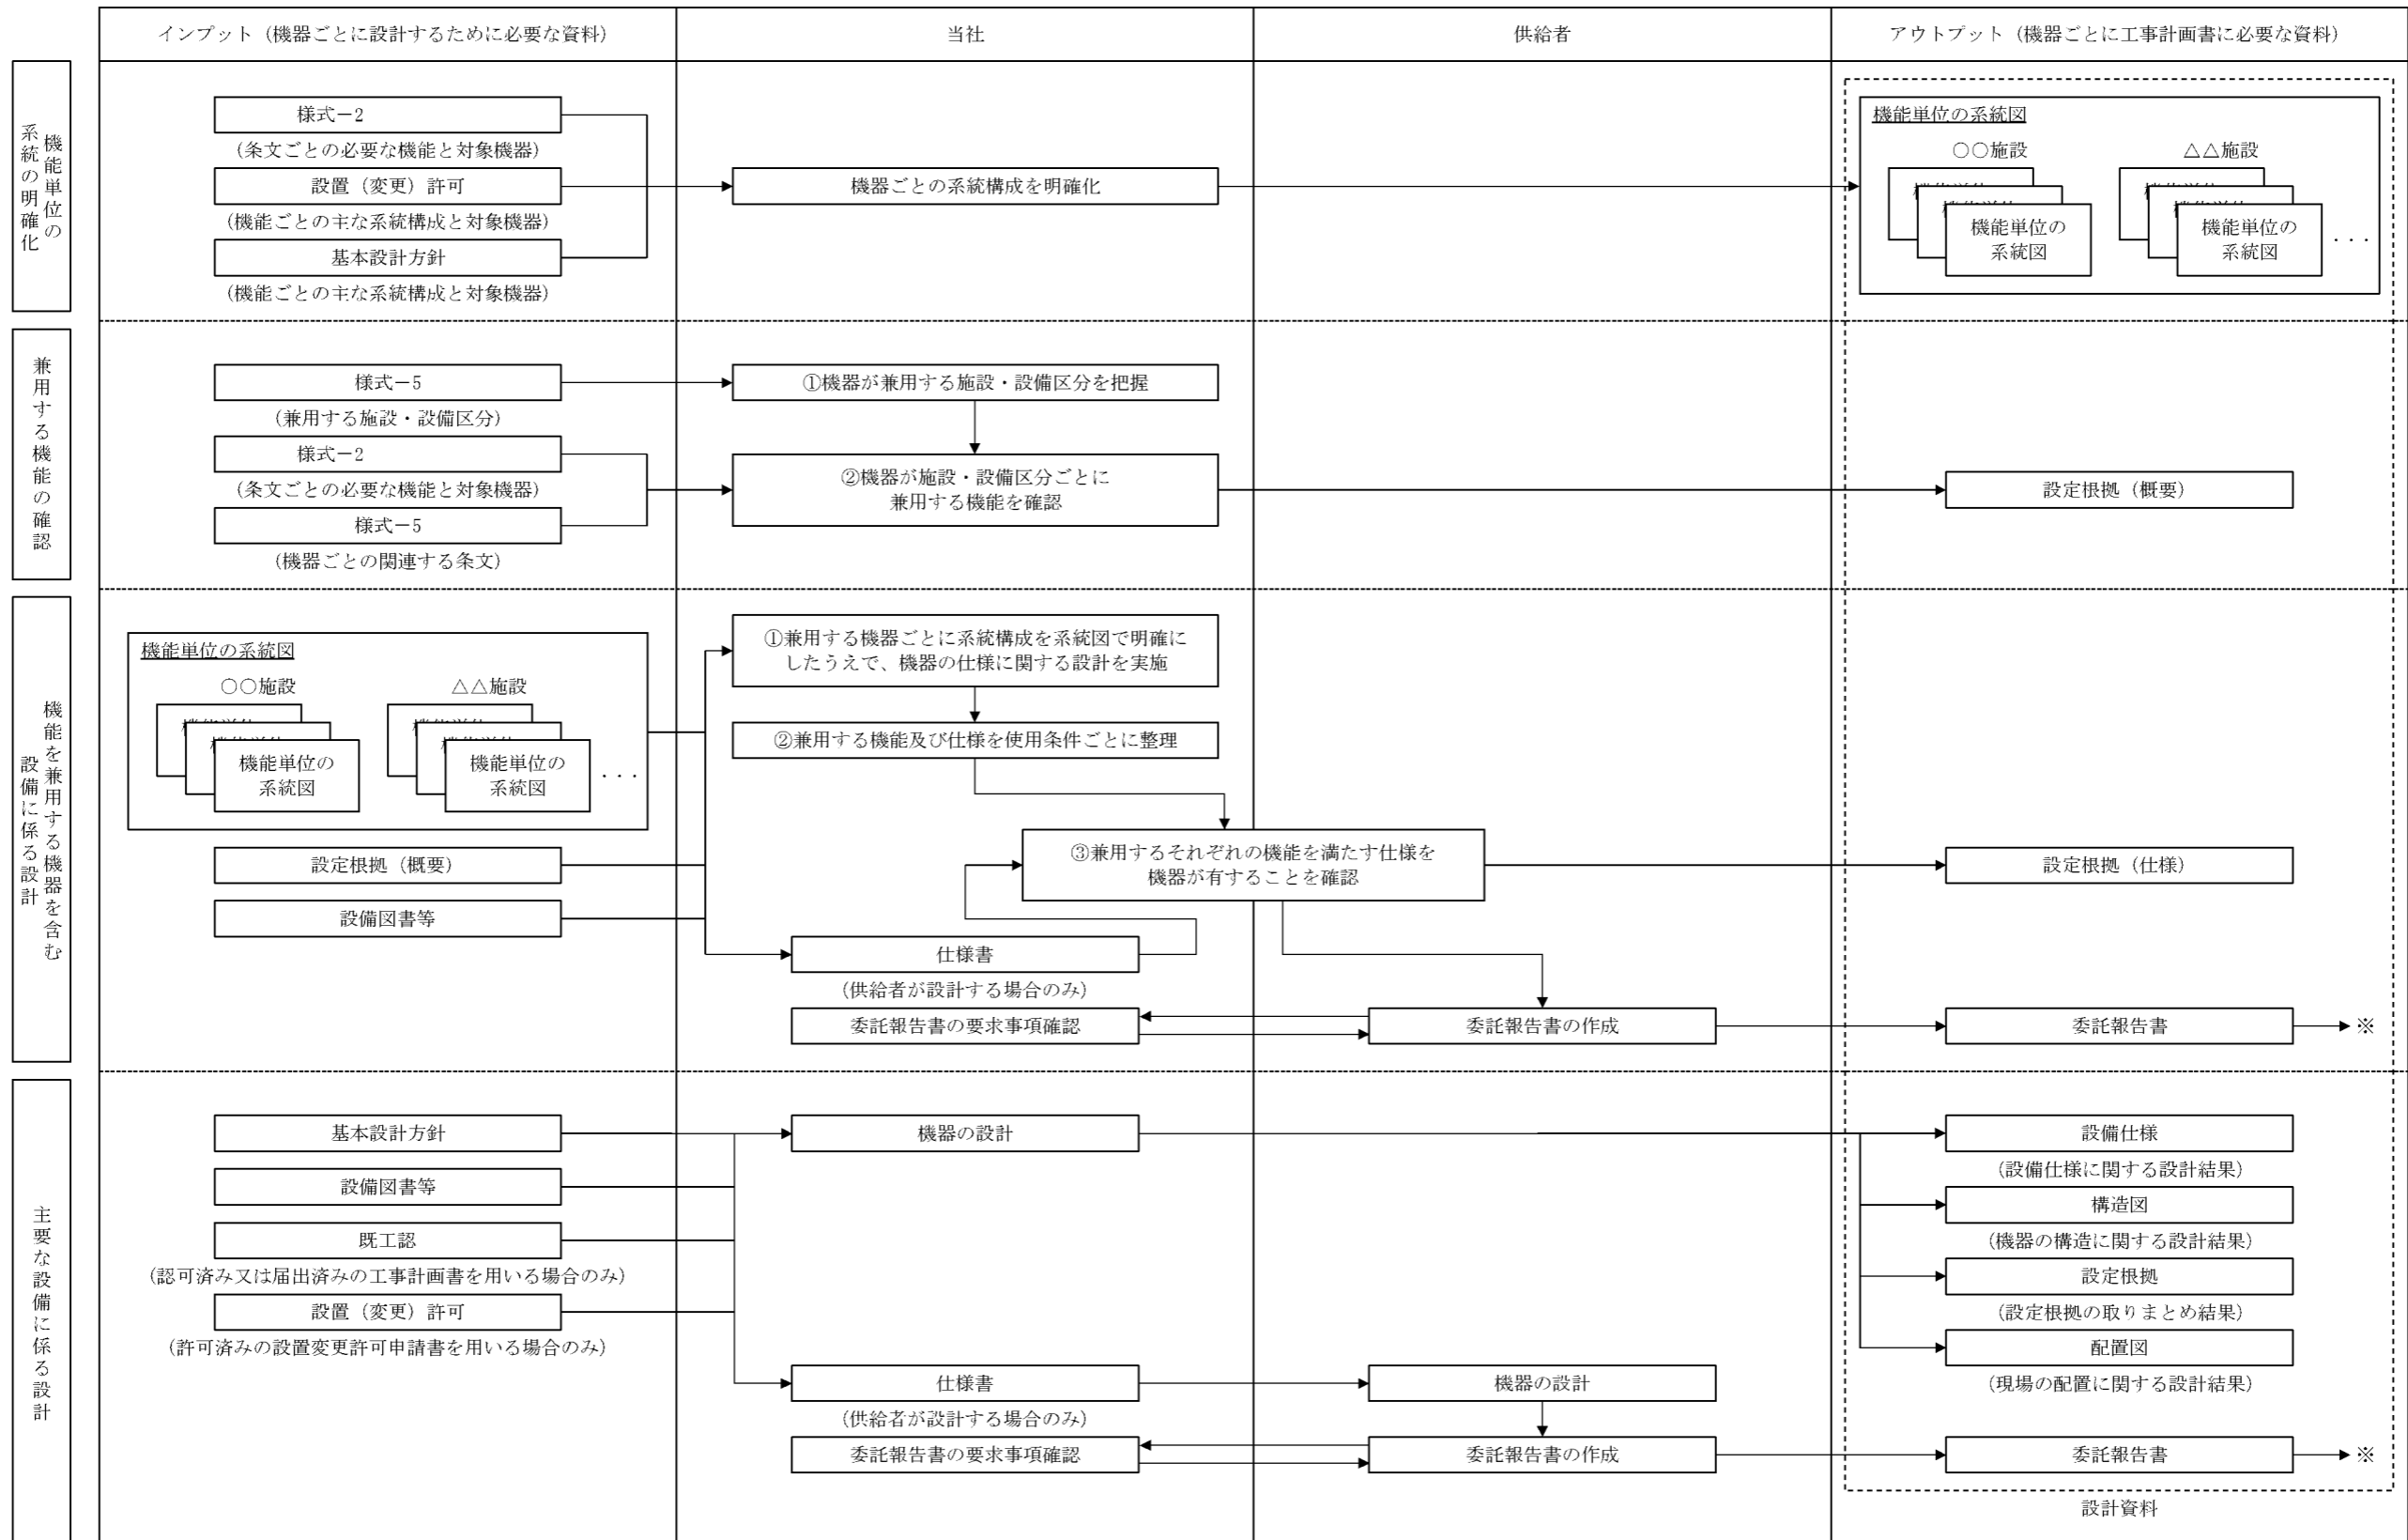 インプット（機器ごとに設計するために必要な資料）
当社
供給者
アウトプット（機器ごとに工事計画書に必要な資料）
機能単位の
系統の明確化
様式－2
（条文ごとの必要な機能と対象機器）
設置（変更）許可
（機能ごとの主な系統構成と対象機器）
基本設計方針
（機能ごとの主な系統構成と対象機器）
機器ごとの系統構成を明確化
機能単位の系統図
○○施設
△△施設
機能単位の
系統図
機能単位の
系統図
・・・
兼用する機能の確認
様式－5
（兼用する施設・設備区分）
様式－2
（条文ごとの必要な機能と対象機器）
様式－5
（機器ごとの関連する条文）
①機器が兼用する施設・設備区分を把握
②機器が施設・設備区分ごとに
兼用する機能を確認
設定根拠（概要）
機能を兼用する機器を含む
設備に係る設計
機能単位の系統図
○○施設
△△施設
機能単位の
系統図
機能単位の
系統図
・・・
設定根拠（概要）
設備図書等
①兼用する機器ごとに系統構成を系統図で明確に
したうえで、機器の仕様に関する設計を実施
②兼用する機能及び仕様を使用条件ごとに整理
③兼用するそれぞれの機能を満たす仕様を
機器が有することを確認
設定根拠（仕様）
仕様書
（供給者が設計する場合のみ）
委託報告書の要求事項確認
委託報告書の作成
委託報告書
※
主要な設備に係る設計
基本設計方針
設備図書等
既工認
（認可済み又は届出済みの工事計画書を用いる場合のみ）
設置（変更）許可
（許可済みの設置変更許可申請書を用いる場合のみ）
機器の設計
設備仕様
（設備仕様に関する設計結果）
構造図
（機器の構造に関する設計結果）
設定根拠
（設定根拠の取りまとめ結果）
配置図
（現場の配置に関する設計結果）
仕様書
（供給者が設計する場合のみ）
機器の設計
委託報告書の要求事項確認
委託報告書の作成
委託報告書
※
設計資料